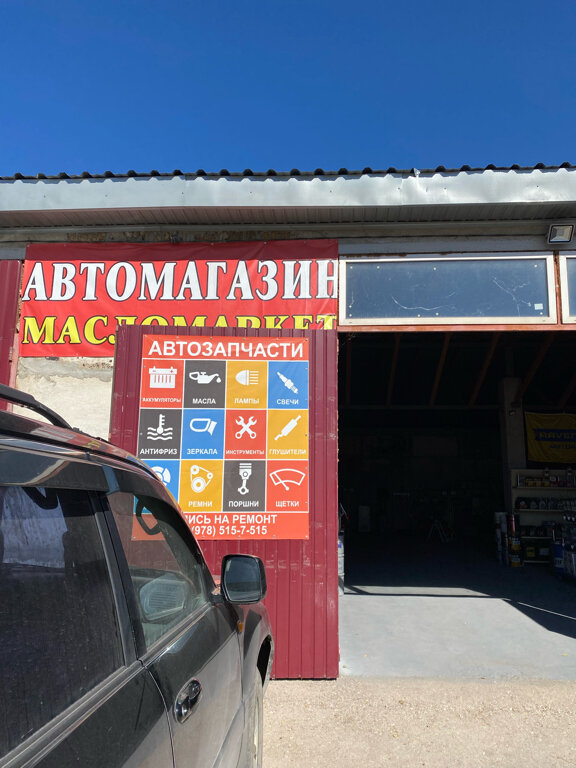 АВТОМАГАЗИН
МАСЛОМАРКЕТ
АВТОЗАПЧАСТИ
АККУМУЛЯТОРЫ МАСЛА ЛАМПЫ СВЕЧИ
АНТИФРИЗ ЗЕРКАЛА ИНСТРУМЕНТЫ ГЛУШИТЕЛИ
РЕМНИ ПОРШНИ ЩЕТКИ
НА РЕМОНТ
(978) 515-7-515